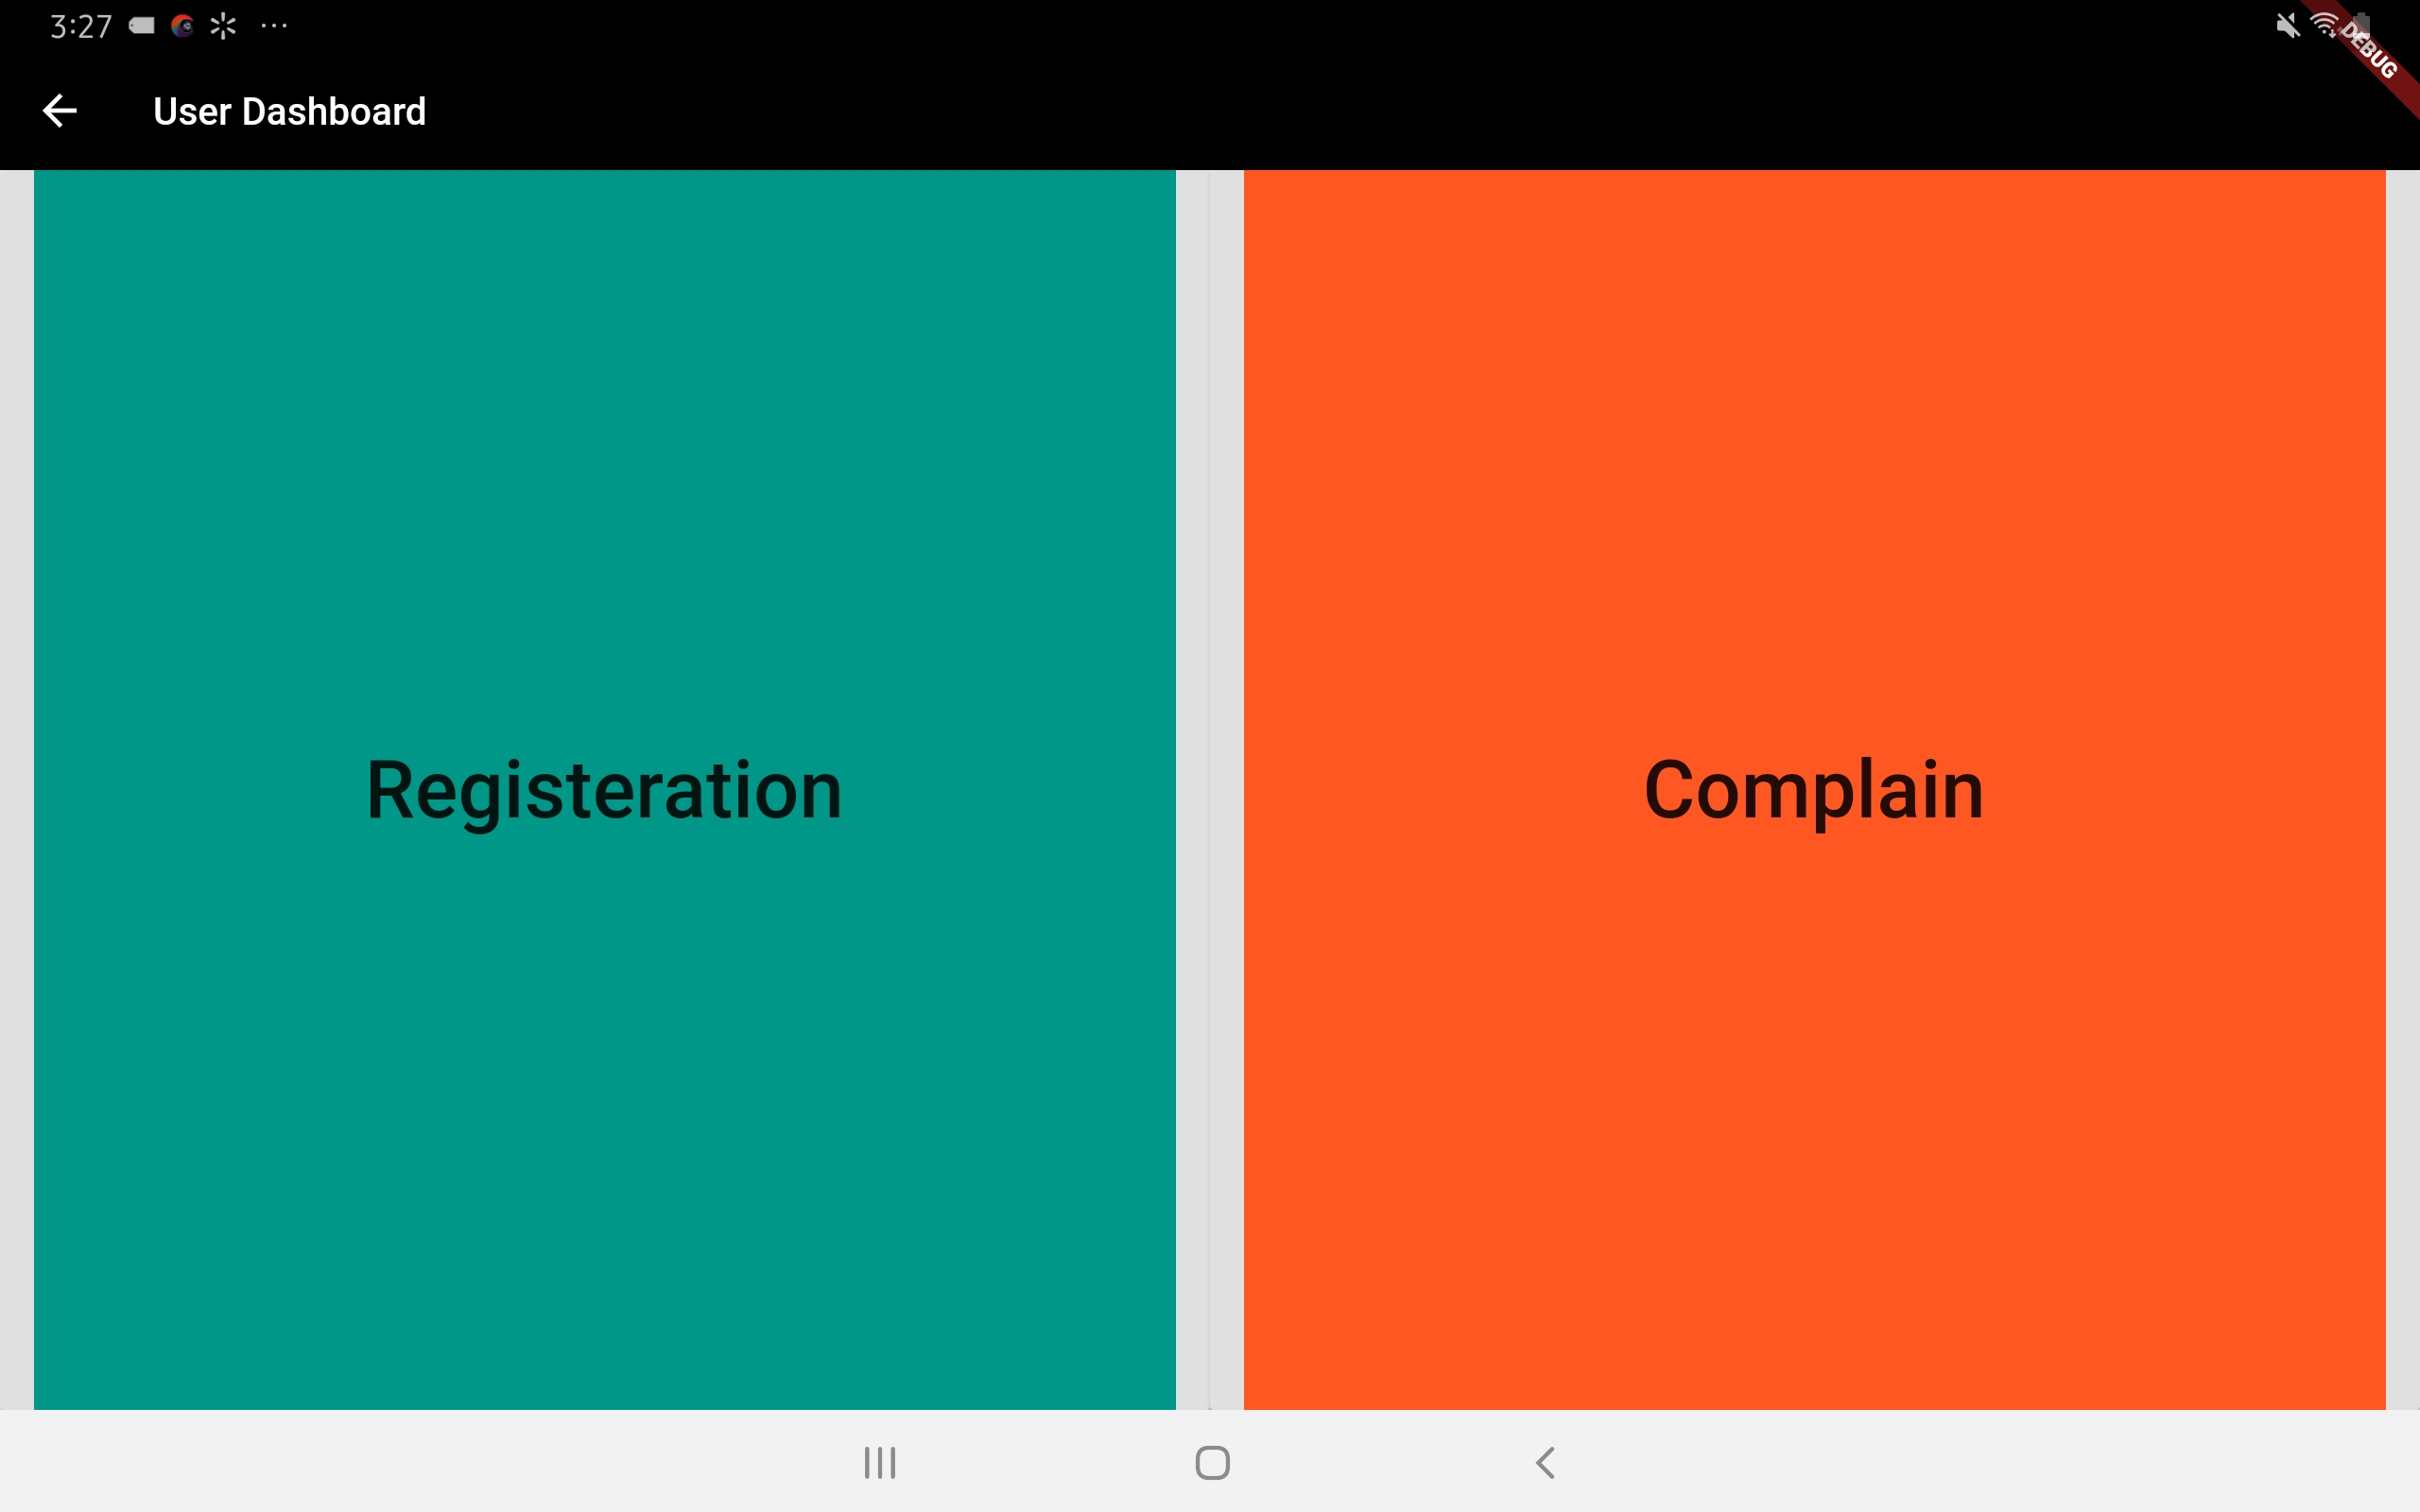 3:27
DEBUG
User Dashboard
Registeration
Complain